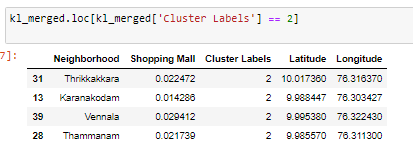 kl_merged.loc[kl_merged['Cluster Labels'] == 2]
7]:
Neighborhood Shopping Mall Cluster Labels Latitude Longitude
31 Thrikkakkara 0.022472 2 10.017360 76.316370
13 Karanakodam 0.014286 2 9.988447 76.303427
39 Vennala 0.029412 2 9.995380 76.322430
28 Thammanam 0.021739 2 9.985570 76.311300